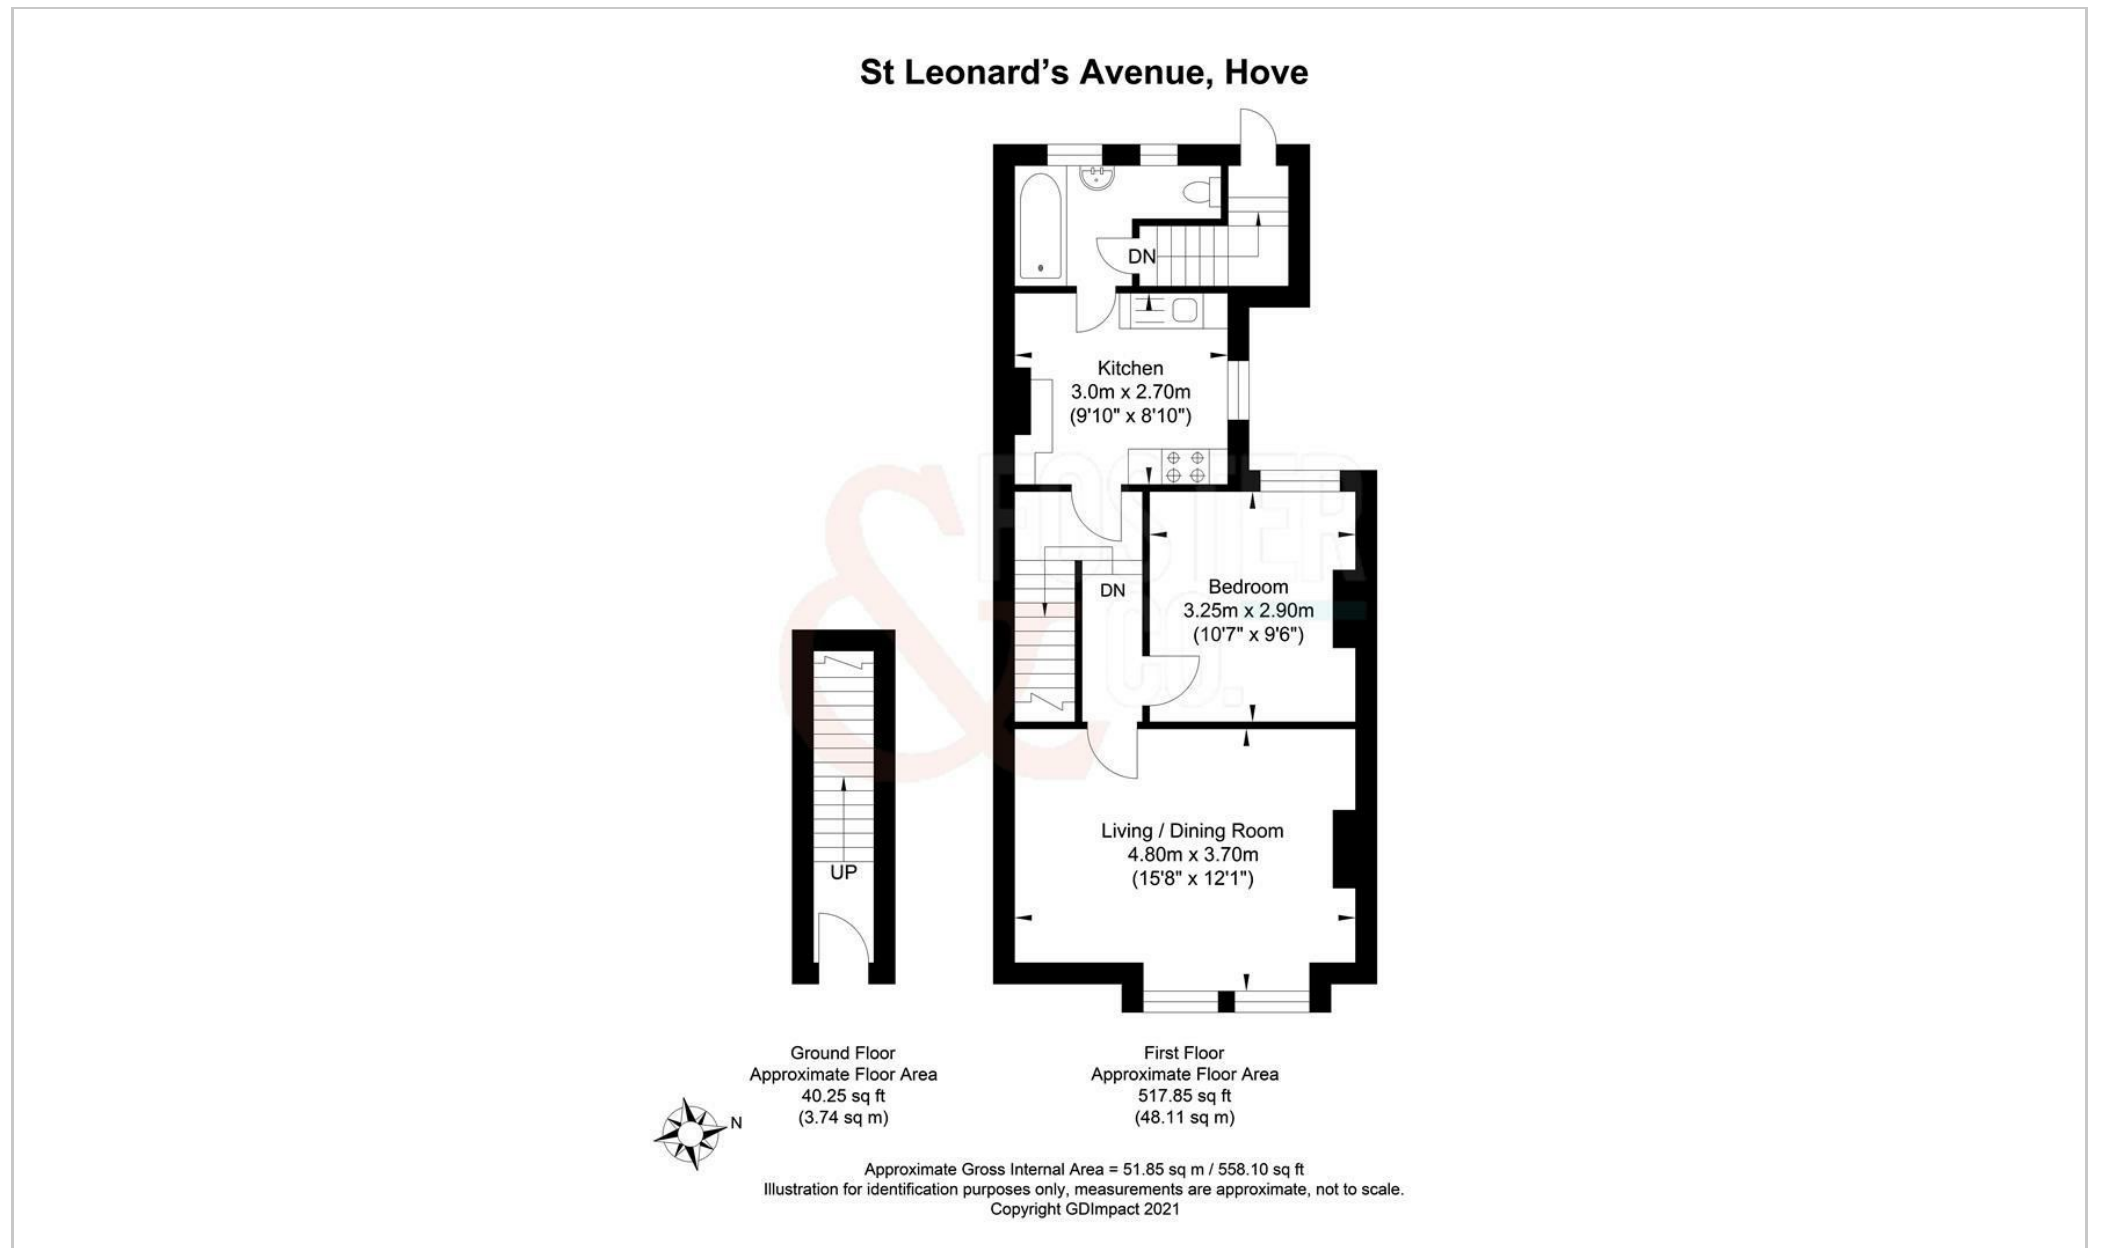 St Leonard’s Avenue, Hove
DN
Kitchen
3.0m x 2.70m
(9'10" x 8'10")
FOSTER
&
CO.
DN
Bedroom
3.25m x 2.90m
(10'7" x 9'6")
UP
Living / Dining Room
4.80m x 3.70m
(15'8" x 12'1")
Ground Floor
Approximate Floor Area
40.25 sq ft
(3.74 sq m)
First Floor
Approximate Floor Area
517.85 sq ft
(48.11 sq m)
N
Approximate Gross Internal Area = 51.85 sq m / 558.10 sq ft
Illustration for identification purposes only, measurements are approximate, not to scale.
Copyright GDImpact 2021